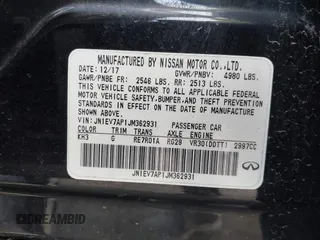 MANUFACTURED BY NISSAN MOTOR CO.,LTD.
DATE: 12/17 GVWR/PNBV: 4980 LBS.
GAWR/PNBE FR: 2546 LBS. RR: 2513 LBS.
THIS VEHICLE CONFORMS TO ALL APPLICABLE
FEDERAL MOTOR VEHICLE SAFETY,BUMPER,AND
THEFT PREVENTION STANDARDS IN EFFECT ON
THE DATE OF MANUFACTURE SHOWN ABOVE.
VIN: JN1EV7AP1JM362931 PASSENGER CAR
COLOR TRIM TRANS AXLE ENGINE
KH3 G RE7R01A RG29 VR30(DDTT) 2997CC
JN1EV7AP1JM362931
INFINITI
DREAMBID